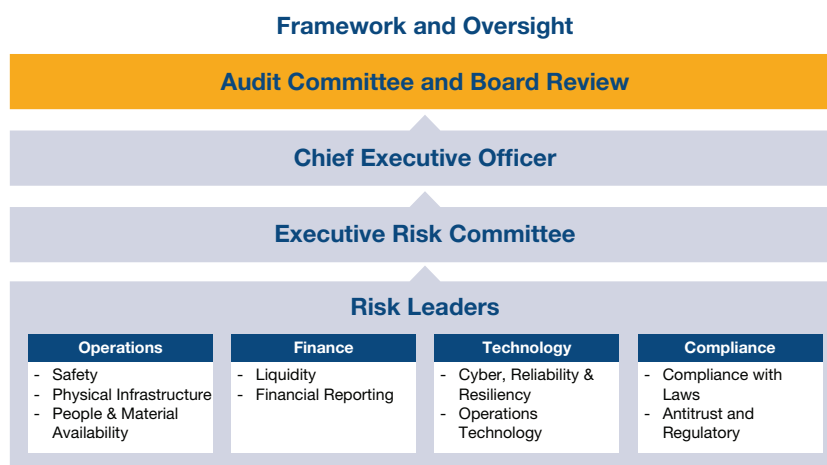 Framework and Oversight
Audit Committee and Board Review
Chief Executive Officer
Executive Risk Committee
Risk Leaders
Operations
- Safety
- Physical Infrastructure
- People & Material
Availability
Finance
- Liquidity
- Financial Reporting
Technology
- Cyber, Reliability &
Resiliency
- Operations
Technology
Compliance
- Compliance with
Laws
- Antitrust and
Regulatory